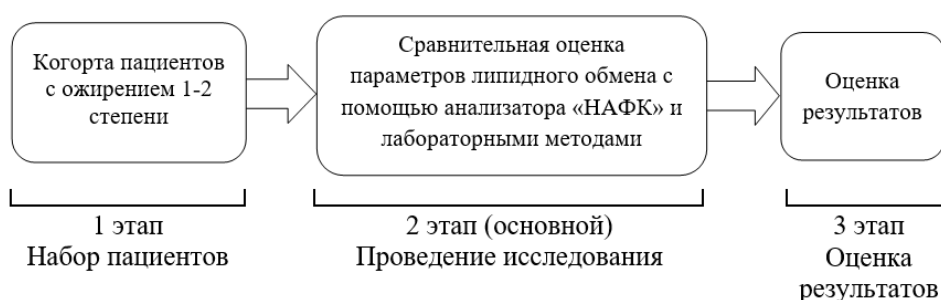 Когорта пациентов
с ожирением 1-2
степени
Сравнительная оценка
параметров липидного обмена с
помощью анализатора «НАФК» и
лабораторными методами
Оценка
результатов
1 этап
Набор пациентов
2 этап (основной)
Проведение исследования
3 этап
Оценка
результатов